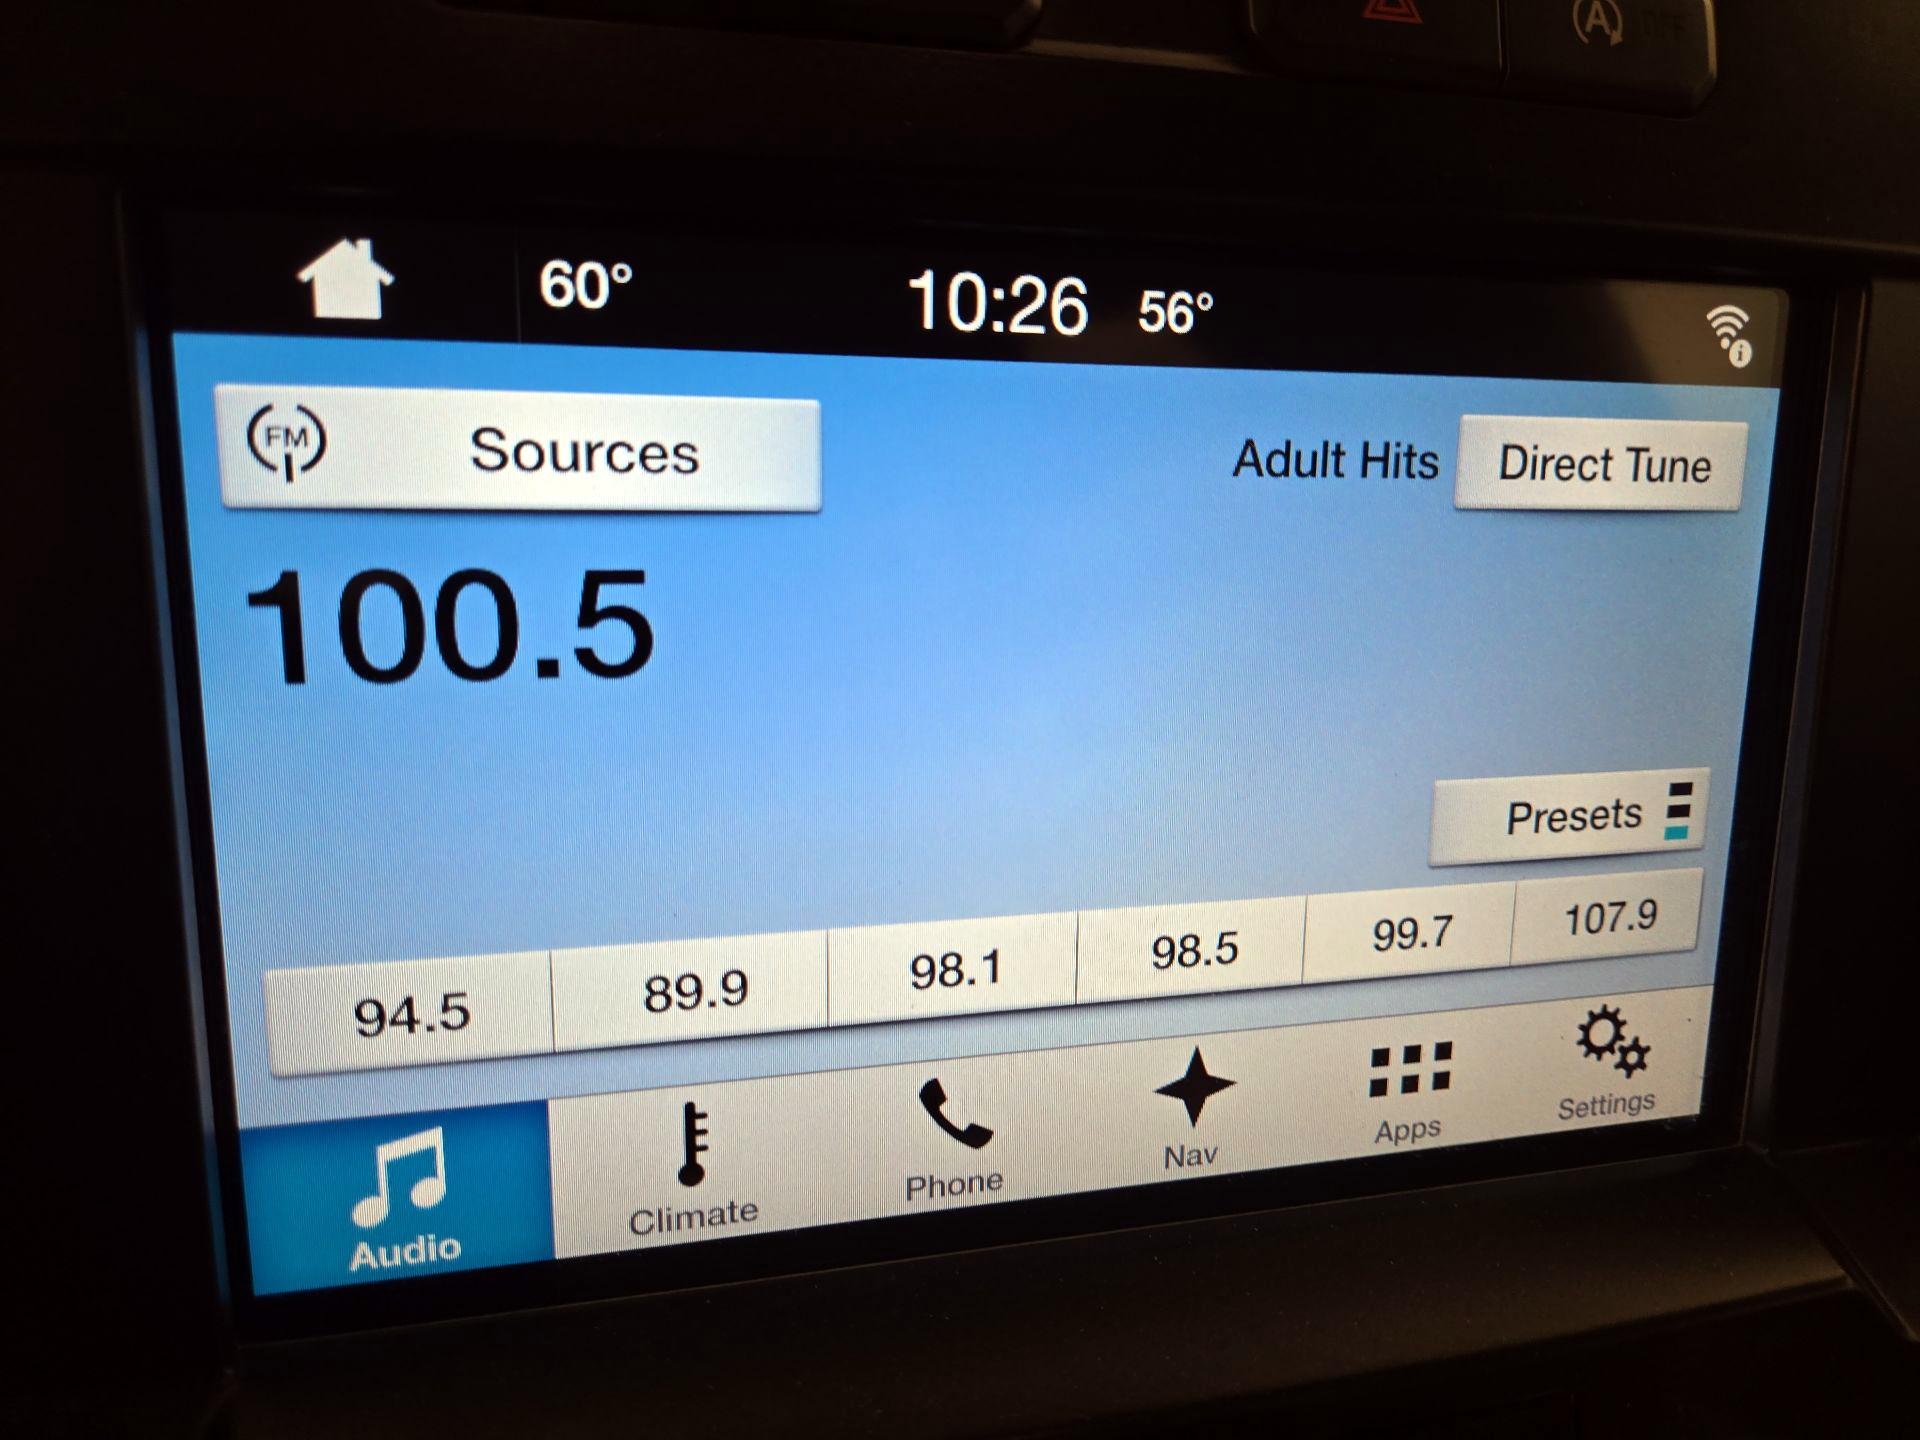 A OFF
60° 10:26 56°
FM Sources
Adult Hits Direct Tune
100.5
Presets
94.5 89.9 98.1 98.5 99.7 107.9
Audio Climate Phone Nav Apps Settings